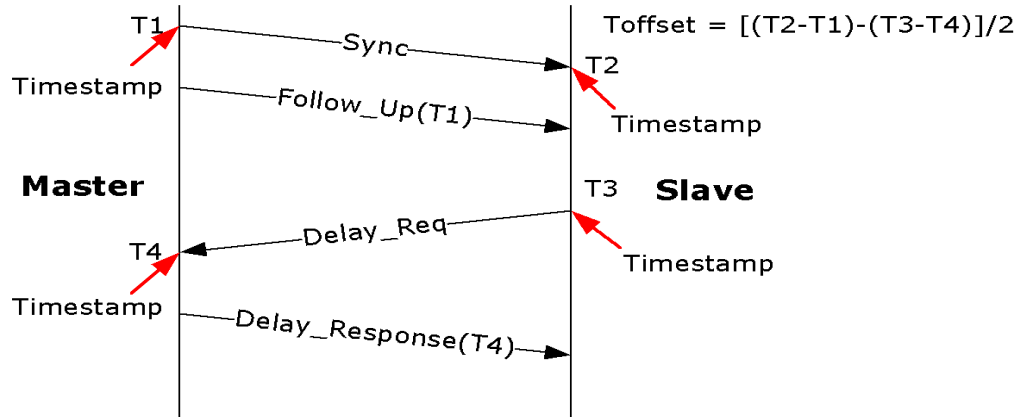 T1
Toffset = [(T2-T1)-(T3-T4)]/2
Sync
T2
Timestamp
Follow_Up(T1)
Timestamp
Master
T3
Slave
Delay_Req
T4
Timestamp
Timestamp
Delay_Response(T4)